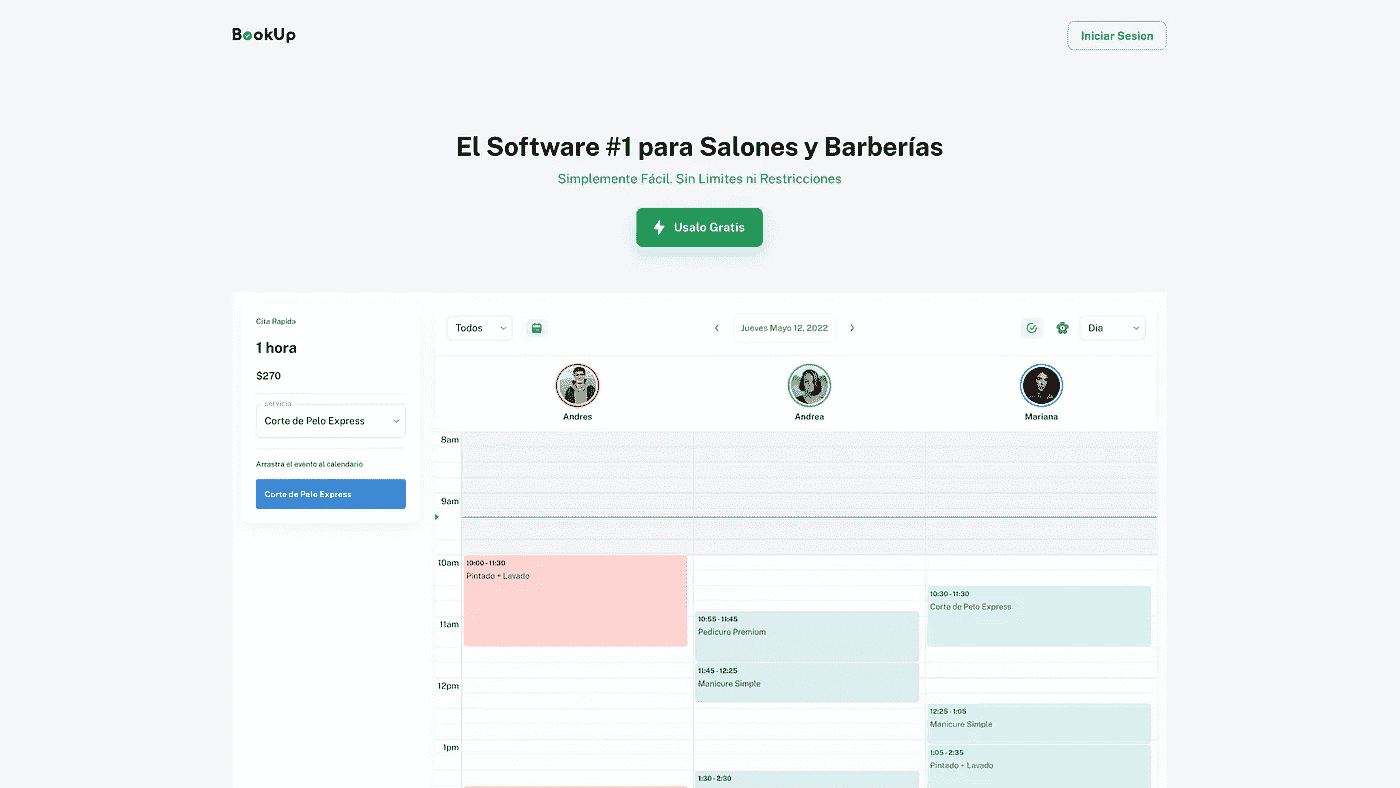 BookUp
Iniciar Sesion
El Software #1 para Salones y Barberías
Simplemente Fácil. Sin Limites ni Restricciones
Usalo Gratis
Cita Rapida
1 hora
$270
servicio
Corte de Pelo Express
Arrastra el evento al calendario
Corte de Pelo Express
Todos
Jueves Mayo 12, 2022
Dia
Andres
Andrea
Mariana
8am
9am
10am
10:00 - 11:30
Pintado + Lavado
10:30 - 11:30
Corte de Pelo Express
10:55 - 11:45
Pedicure Premium
11am
11:45 - 12:25
Manicure Simple
12pm
12:25 - 1:05
Manicure Simple
1pm
1:05 - 2:35
Pintado + Lavado
1:30 - 2:30